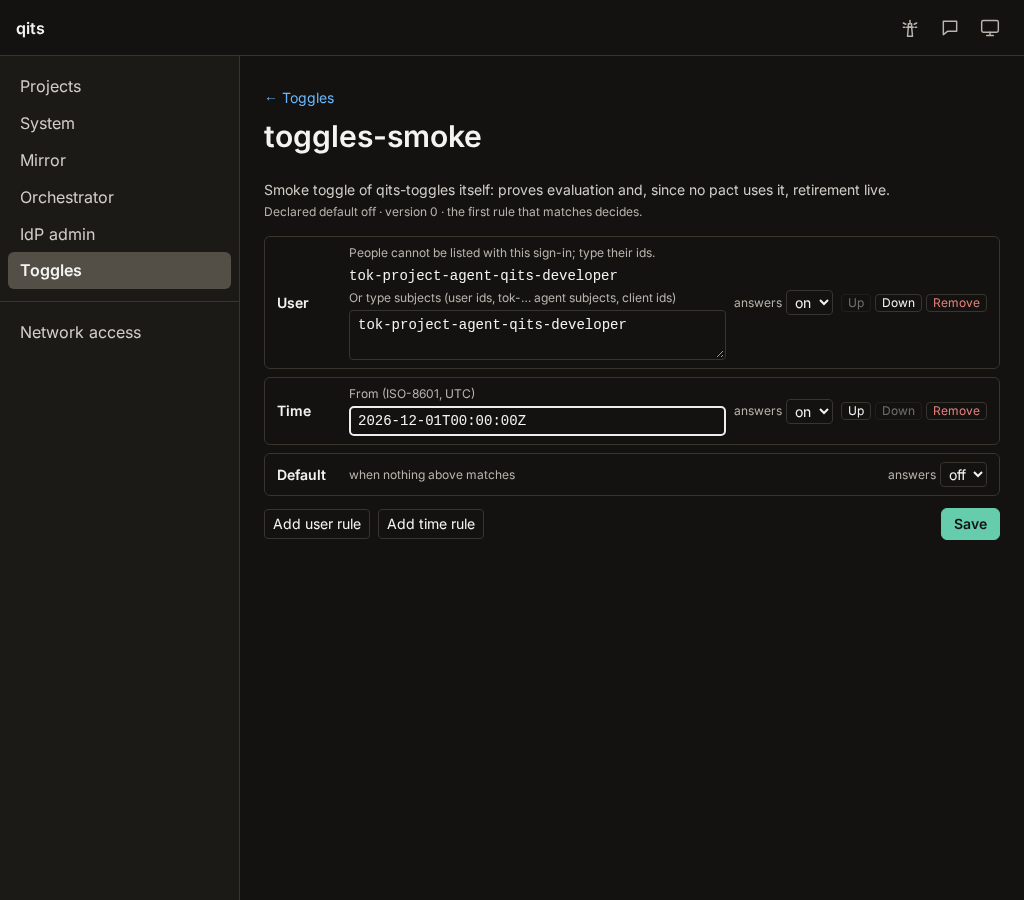 qits
Projects
System
Mirror
Orchestrator
IdP admin
Toggles
Network access
← Toggles
toggles-smoke
Smoke toggle of qits-toggles itself: proves evaluation and, since no pact uses it, retirement live.
Declared default off · version 0 · the first rule that matches decides.
People cannot be listed with this sign-in; type their ids.
tok-project-agent-qits-developer
User
Or type subjects (user ids, tok-... agent subjects, client ids)
tok-project-agent-qits-developer
answers on Up Down Remove
From (ISO-8601, UTC)
Time 2026-12-01T00:00:00Z answers on Up Down Remove
Default when nothing above matches answers off
Add user rule Add time rule Save